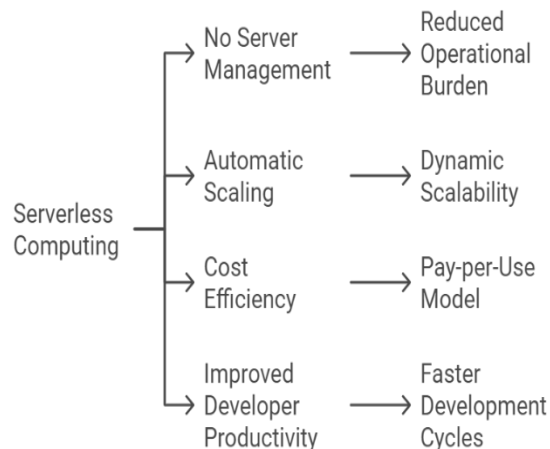 No Server
Management
Reduced
Operational
Burden
Automatic
Scaling
Dynamic
Scalability
Serverless
Computing
Cost
Efficiency
Pay-per-Use
Model
Improved
Developer
Productivity
Faster
Development
Cycles